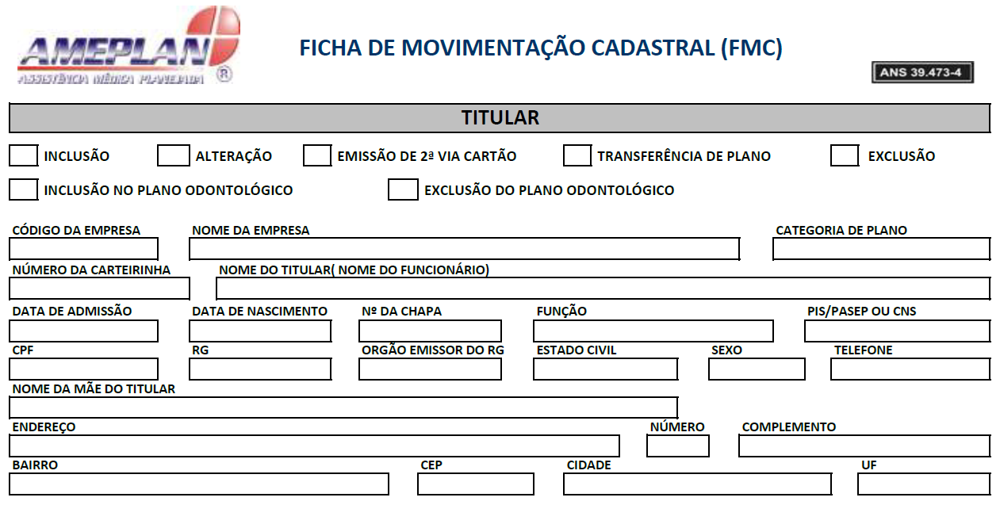 AMEPLAN
ASSISTÊNCIA MÉDICA PLANEJADA ®
FICHA DE MOVIMENTAÇÃO CADASTRAL (FMC)
ANS 39.473-4
TITULAR
INCLUSÃO ALTERAÇÃO EMISSÃO DE 2ª VIA CARTÃO TRANSFERÊNCIA DE PLANO EXCLUSÃO
INCLUSÃO NO PLANO ODONTOLÓGICO EXCLUSÃO DO PLANO ODONTOLÓGICO
CÓDIGO DA EMPRESA NOME DA EMPRESA CATEGORIA DE PLANO
NÚMERO DA CARTEIRINHA NOME DO TITULAR( NOME DO FUNCIONÁRIO)
DATA DE ADMISSÃO DATA DE NASCIMENTO Nº DA CHAPA FUNÇÃO PIS/PASEP OU CNS
CPF RG ORGÃO EMISSOR DO RG ESTADO CIVIL SEXO TELEFONE
NOME DA MÃE DO TITULAR
ENDEREÇO NÚMERO COMPLEMENTO
BAIRRO CEP CIDADE UF